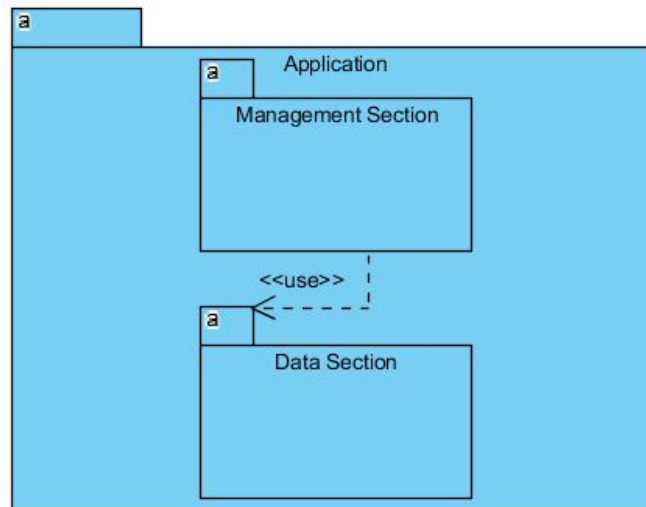 a
Application
a
Management Section
<<use>>
a
Data Section